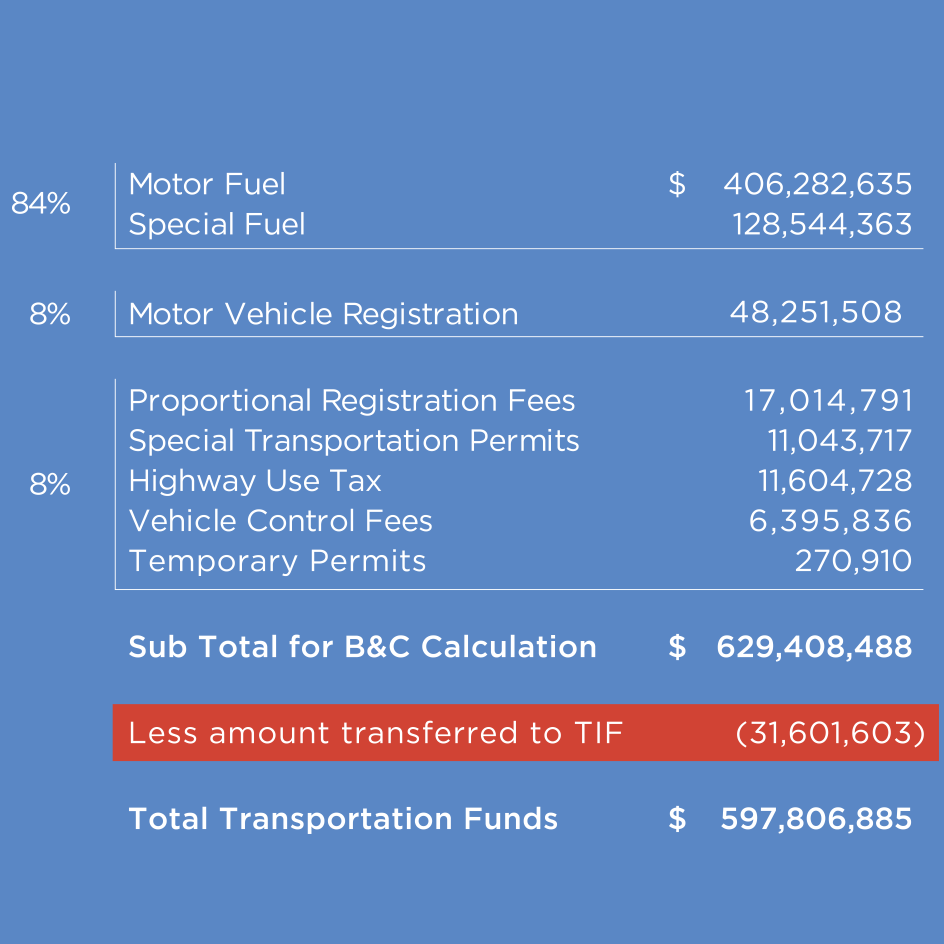 84%
Motor Fuel $ 406,282,635
Special Fuel 128,544,363
8% Motor Vehicle Registration 48,251,508
Proportional Registration Fees 17,014,791
Special Transportation Permits 11,043,717
8% Highway Use Tax 11,604,728
Vehicle Control Fees 6,395,836
Temporary Permits 270,910
Sub Total for B&C Calculation $ 629,408,488
Less amount transferred to TIF (31,601,603)
Total Transportation Funds $ 597,806,885